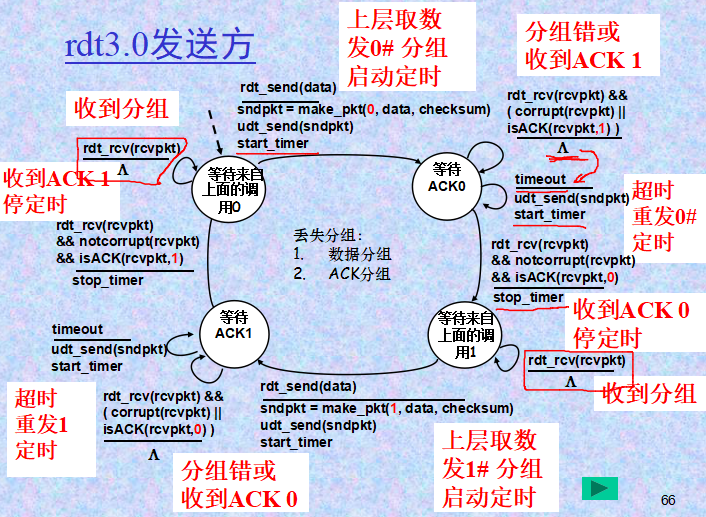 rdt3.0发送方
上层取数
发0# 分组
启动定时
分组错或
收到ACK 1
收到分组
rdt_send(data)
sndpkt = make_pkt(0, data, checksum)
udt_send(sndpkt)
start_timer
rdt_rcv(rcvpkt) &&
( corrupt(rcvpkt) ||
isACK(rcvpkt,1) )
Λ
rdt_rcv(rcvpkt)
Λ
收到ACK 1
停定时
等待来自
上面的调
用0
等待
ACK0
timeout
udt_send(sndpkt)
start_timer
超时
重发0#
定时
rdt_rcv(rcvpkt)
&& notcorrupt(rcvpkt)
&& isACK(rcvpkt,1)
stop_timer
丢失分组:
1. 数据分组
2. ACK分组
rdt_rcv(rcvpkt)
&& notcorrupt(rcvpkt)
&& isACK(rcvpkt,0)
stop_timer
收到ACK 0
停定时
timeout
udt_send(sndpkt)
start_timer
等待
ACK1
等待来自
上面的调
用1
rdt_rcv(rcvpkt)
Λ
收到分组
超时
重发1
定时
rdt_rcv(rcvpkt) &&
( corrupt(rcvpkt) ||
isACK(rcvpkt,0) )
Λ
rdt_send(data)
sndpkt = make_pkt(1, data, checksum)
udt_send(sndpkt)
start_timer
分组错或
收到ACK 0
上层取数
发1# 分组
启动定时
66